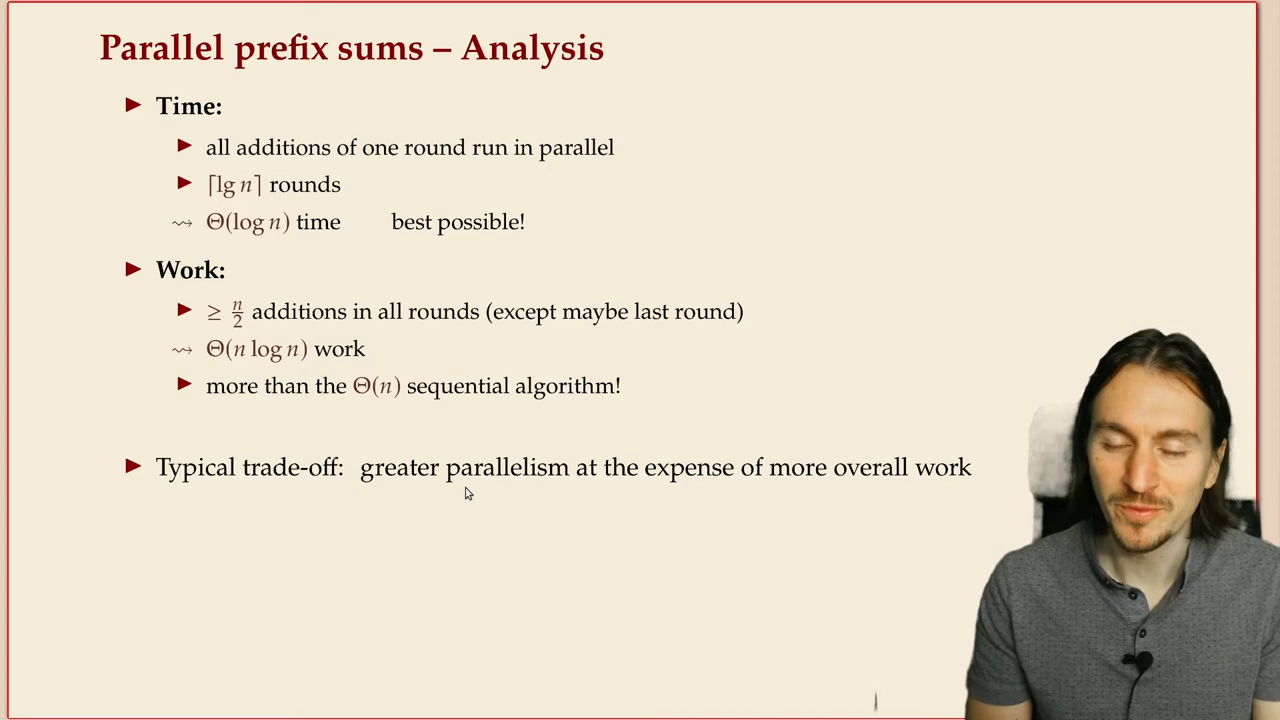 Parallel prefix sums – Analysis
▶ Time:
▶ all additions of one round run in parallel
▶ ⌈lg n⌉ rounds
⇝ Θ(log n) time best possible!
▶ Work:
▶ ≥ n/2 additions in all rounds (except maybe last round)
⇝ Θ(n log n) work
▶ more than the Θ(n) sequential algorithm!
▶ Typical trade-off: greater parallelism at the expense of more overall work